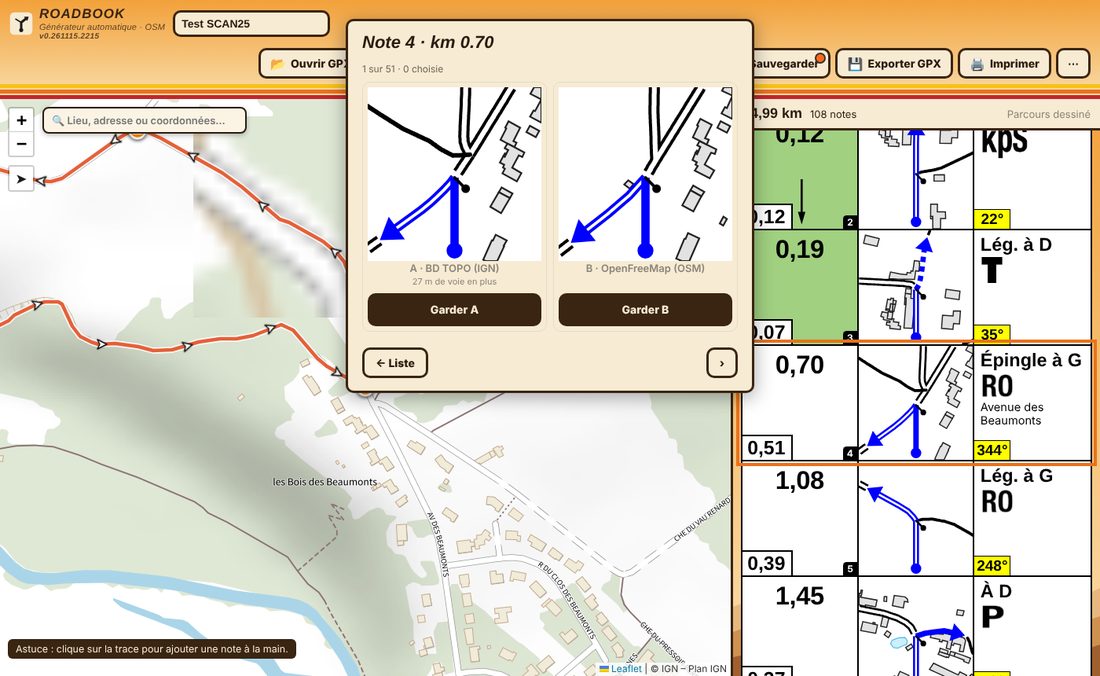 ROADBOOK
Générateur automatique · OSM
v0.261115.2215
Test SCAN25
📂 Ouvrir GPX
Sauvegarder
💾 Exporter GPX
🖨️ Imprimer
···
+
−
➤
🔍 Lieu, adresse ou coordonnées...
Note 4 · km 0.70
1 sur 51 · 0 choisie
A · BD TOPO (IGN)
27 m de voie en plus
Garder A
B · OpenFreeMap (OSM)
Garder B
← Liste
›
4,99 km 108 notes
Parcours dessiné
0,12
0,12
2
kpS
22°
0,19
0,07
3
Lég. à D
T
35°
0,70
0,51
4
Épingle à G
RO
Avenue des
Beaumonts
344°
1,08
0,39
5
Lég. à G
RO
248°
1,45
0,37
À D
P
les Bois des Beaumonts
AV DES BEAUMONTS
R DU CLOS DES BEAUMONTS
CHE DU VAU RENARD
CHE-DU-PRESSOIR
Astuce : clique sur la trace pour ajouter une note à la main.
Leaflet | © IGN – Plan IGN